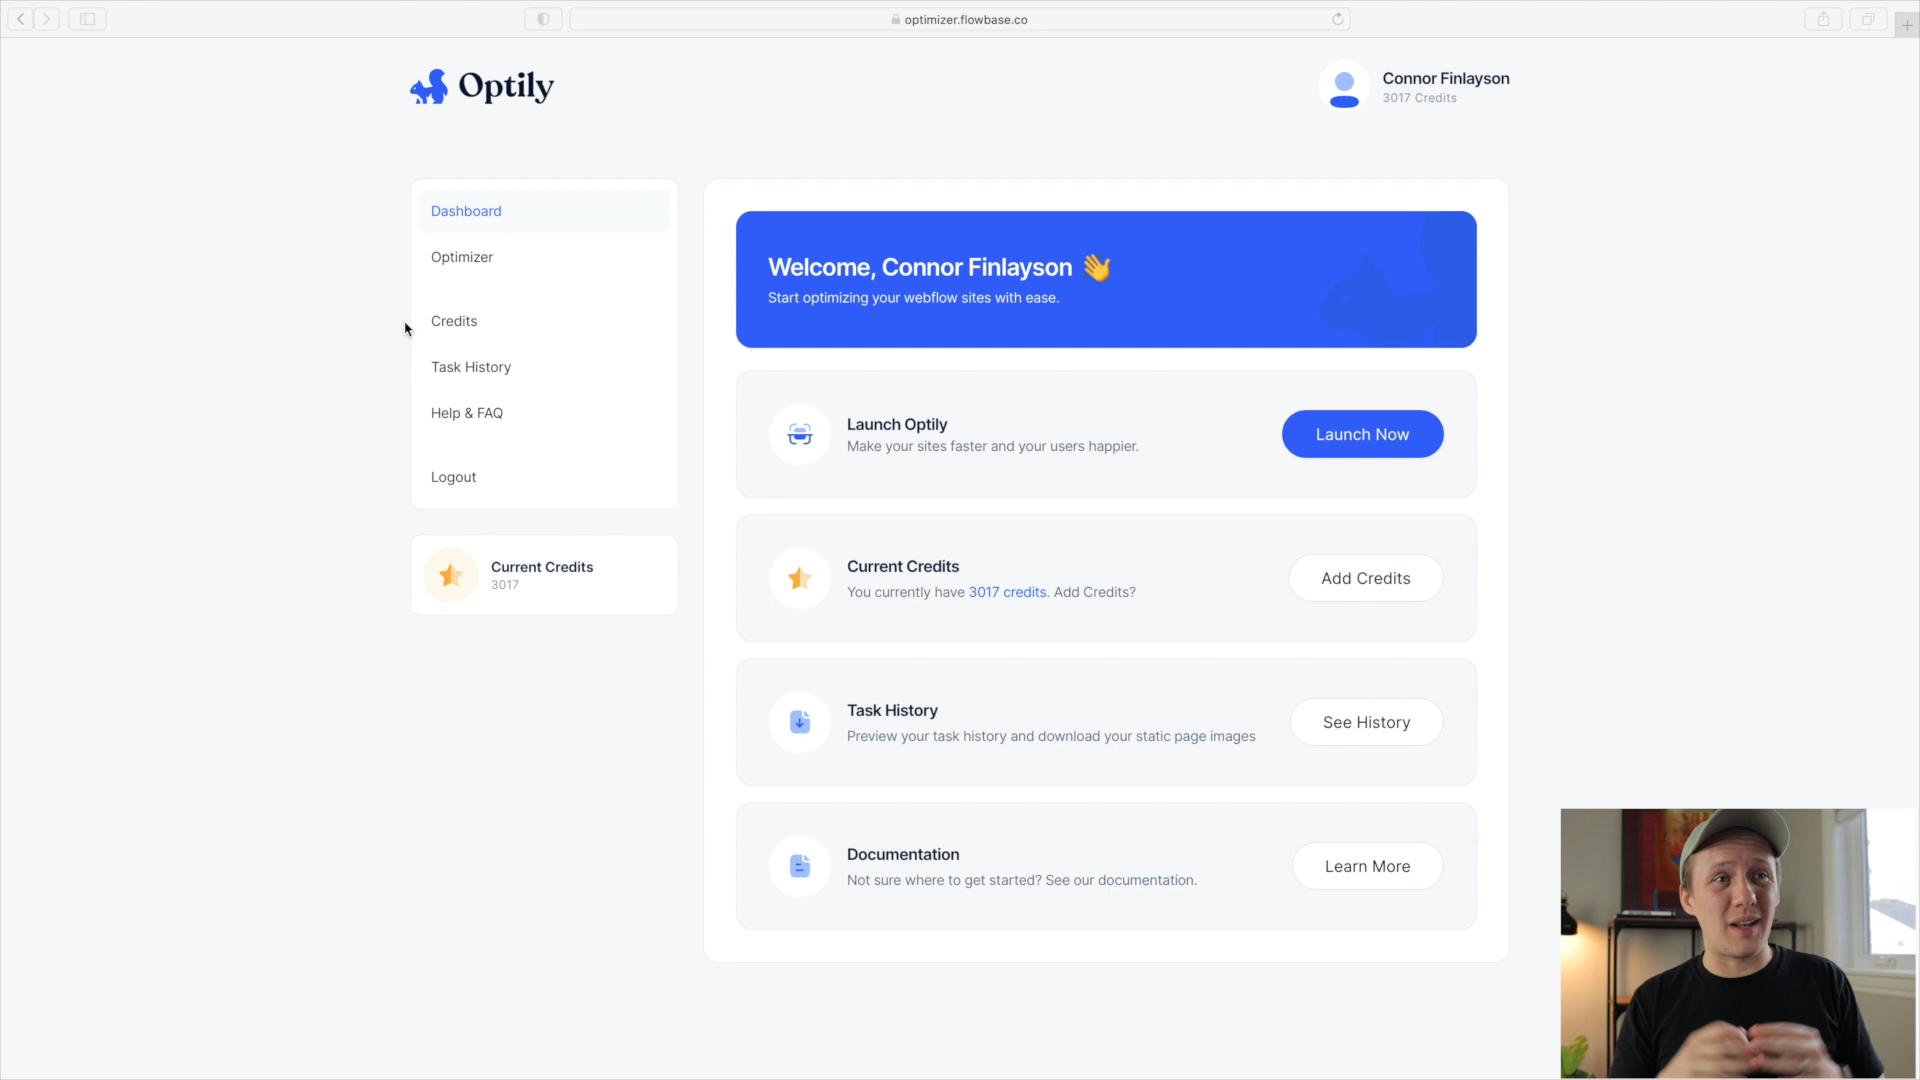 optimizer.flowbase.co
Optily
Connor Finlayson
3017 Credits
Dashboard
Optimizer
Credits
Task History
Help & FAQ
Logout
Current Credits
3017
Welcome, Connor Finlayson 👋
Start optimizing your webflow sites with ease.
Launch Optily
Make your sites faster and your users happier.
Launch Now
Current Credits
You currently have 3017 credits. Add Credits?
Add Credits
Task History
Preview your task history and download your static page images
See History
Documentation
Not sure where to get started? See our documentation.
Learn More